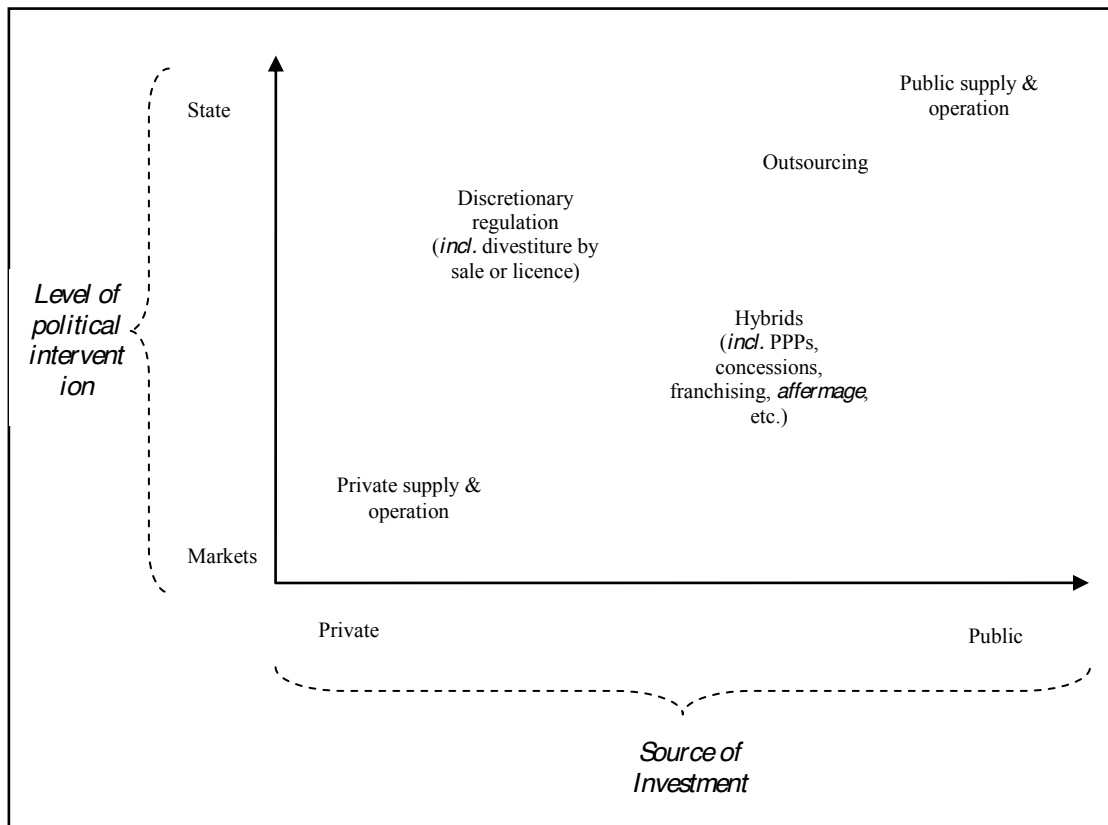 State
Public supply &
operation
Outsourcing
Discretionary
regulation
(incl. divestiture by
sale or licence)
Level of
political
intervent
ion
Hybrids
(incl. PPPs,
concessions,
franchising, affermage,
etc.)
Private supply &
operation
Markets
Private
Public
Source of
Investment